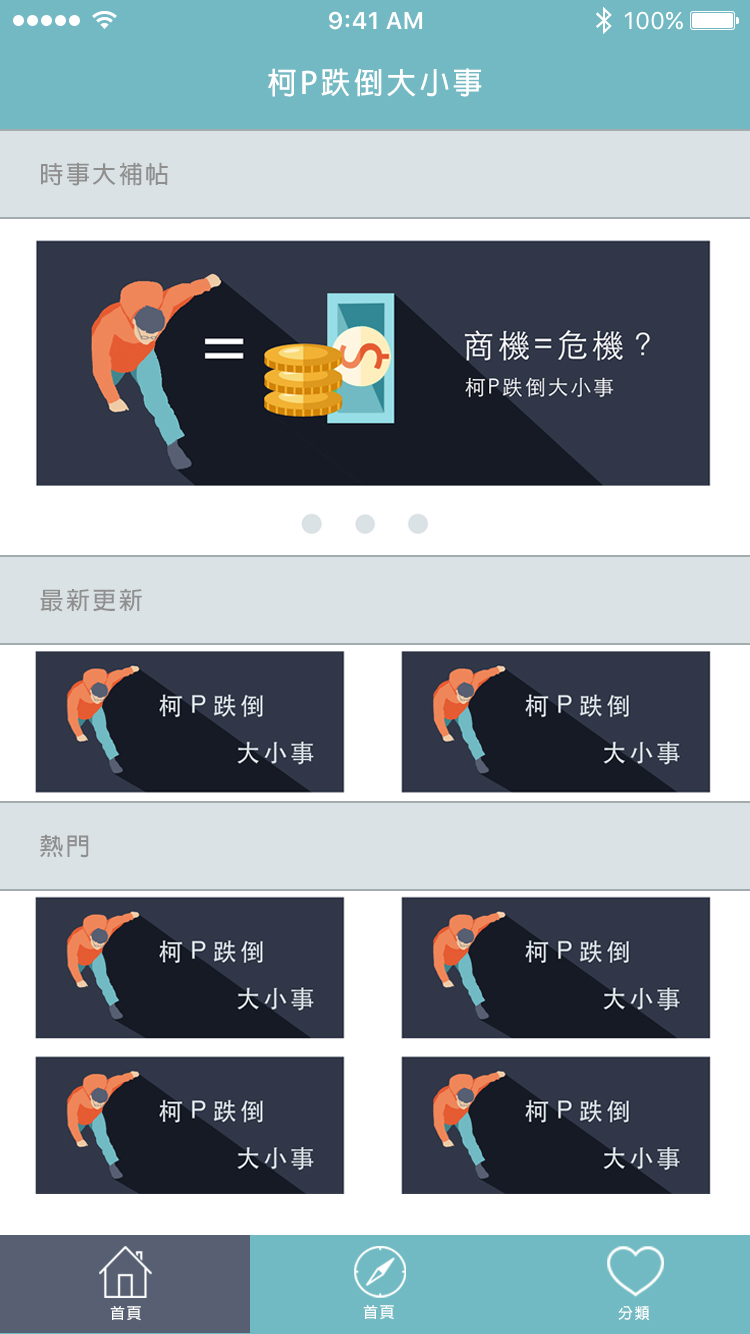 9:41 AM
100%
柯P跌倒大小事
時事大補帖
=
$
商機=危機？
柯P跌倒大小事
最新更新
柯P跌倒
大小事
柯P跌倒
大小事
熱門
柯P跌倒
大小事
柯P跌倒
大小事
柯P跌倒
大小事
柯P跌倒
大小事
首頁
首頁
分類